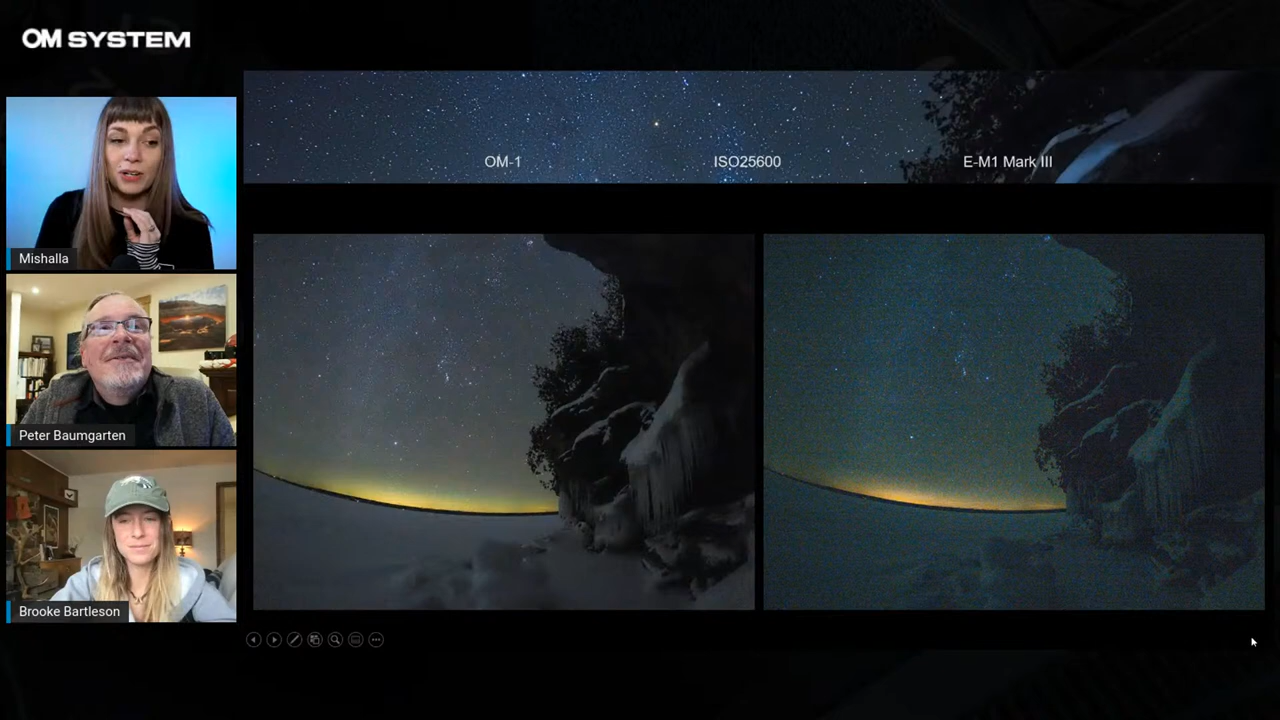 OM SYSTEM
OM-1 ISO25600 E-M1 Mark III
Mishalla
Peter Baumgarten
Brooke Bartleson